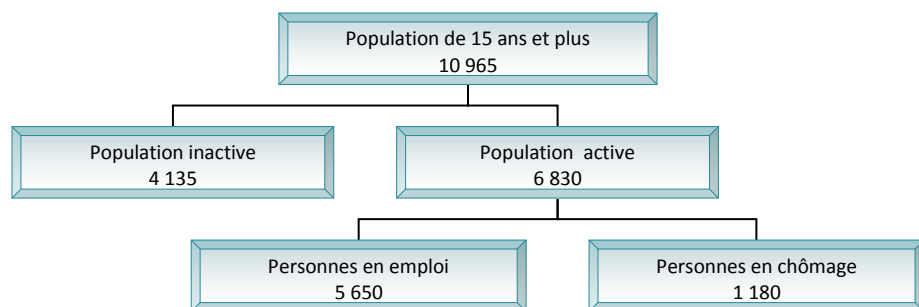 Population de 15 ans et plus
10 965
Population inactive
4 135
Population active
6 830
Personnes en emploi
5 650
Personnes en chômage
1 180